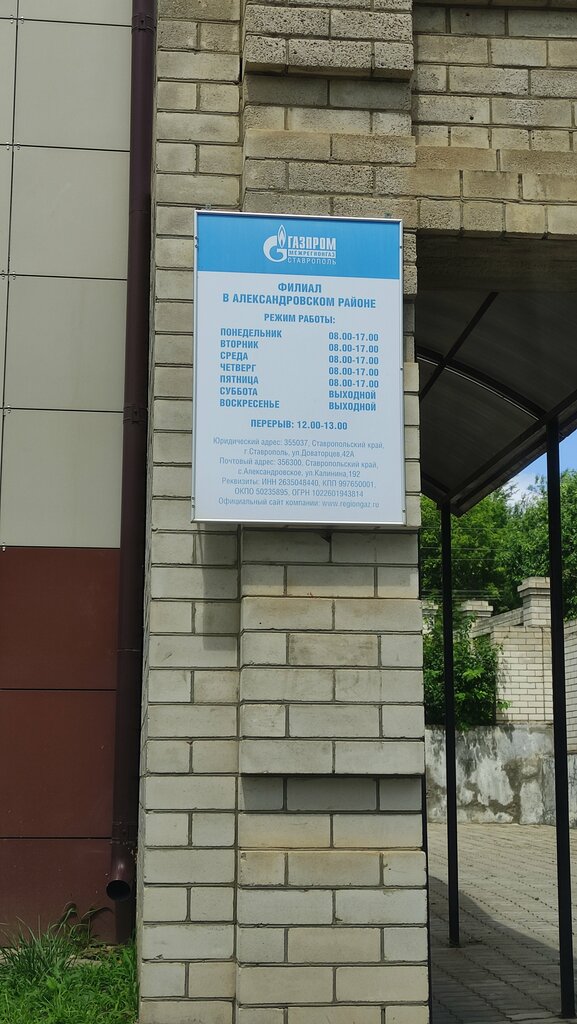 ГАЗПРОМ
МЕЖРЕГИОНГАЗ
СТАВРОПОЛЬ
ФИЛИАЛ
В АЛЕКСАНДРОВСКОМ РАЙОНЕ
РЕЖИМ РАБОТЫ:
ПОНЕДЕЛЬНИК 08.00-17.00
ВТОРНИК 08.00-17.00
СРЕДА 08.00-17.00
ЧЕТВЕРГ 08.00-17.00
ПЯТНИЦА 08.00-17.00
СУББОТА ВЫХОДНОЙ
ВОСКРЕСЕНЬЕ ВЫХОДНОЙ
ПЕРЕРЫВ: 12.00-13.00
Юридический адрес: 355037, Ставропольский край,
г.Ставрополь, ул.Доваторцев,42А
Почтовый адрес: 356300, Ставропольский край,
с.Александровское, ул.Калинина,192
Реквизиты: ИНН 2635048440, КПП 997650001,
ОКПО 50235895, ОГРН 1022601943814
Официальный сайт компании: www.regiongaz.ru